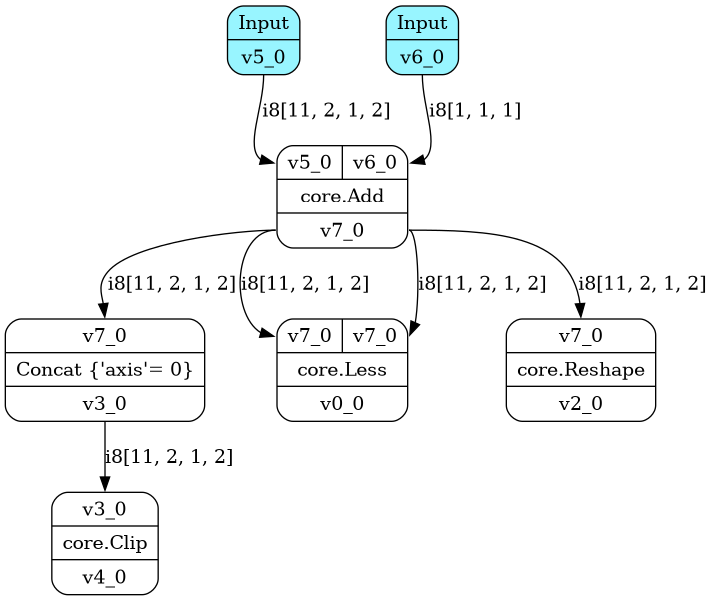 Input
v5_0
Input
v6_0
i8[11, 2, 1, 2]
i8[1, 1, 1]
v5_0 v6_0
core.Add
v7_0
i8[11, 2, 1, 2]
i8[11, 2, 1, 2]
i8[11, 2, 1, 2]
i8[11, 2, 1, 2]
v7_0
Concat {'axis'= 0}
v3_0
v7_0 v7_0
core.Less
v0_0
v7_0
core.Reshape
v2_0
i8[11, 2, 1, 2]
v3_0
core.Clip
v4_0